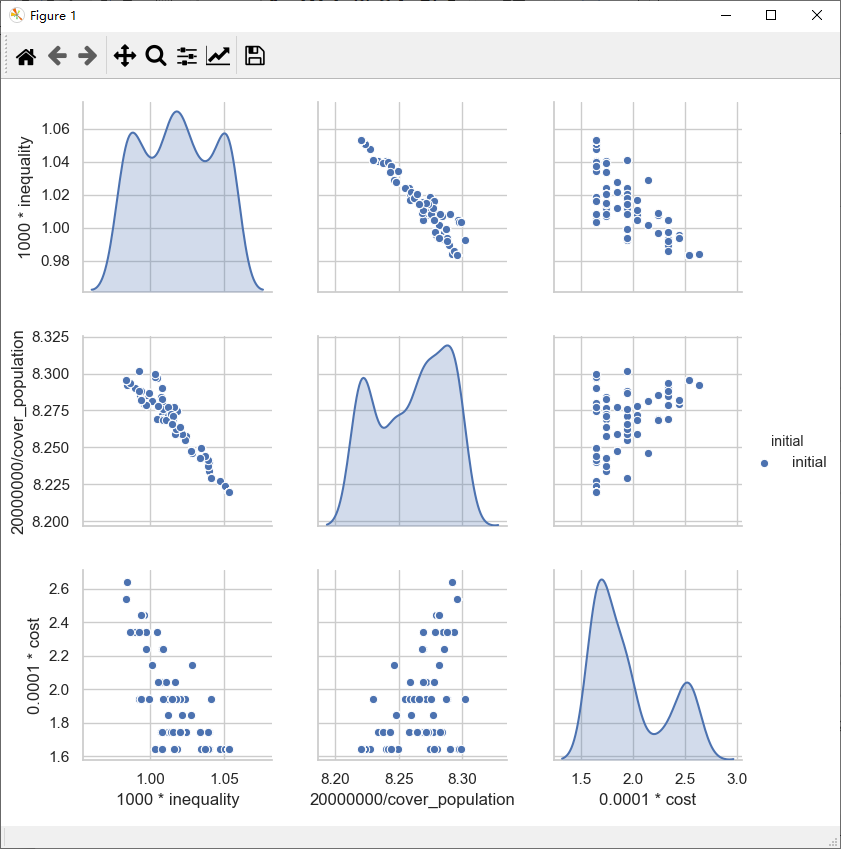 Figure 1
1000 * inequality
1.06
1.04
1.02
1.00
0.98
20000000/cover_population
8.325
8.300
8.275
8.250
8.225
8.200
initial
initial
0.0001 * cost
2.6
2.4
2.2
2.0
1.8
1.6
1.00 1.05
8.20 8.25 8.30
1.5 2.0 2.5 3.0
1000 * inequality
20000000/cover_population
0.0001 * cost